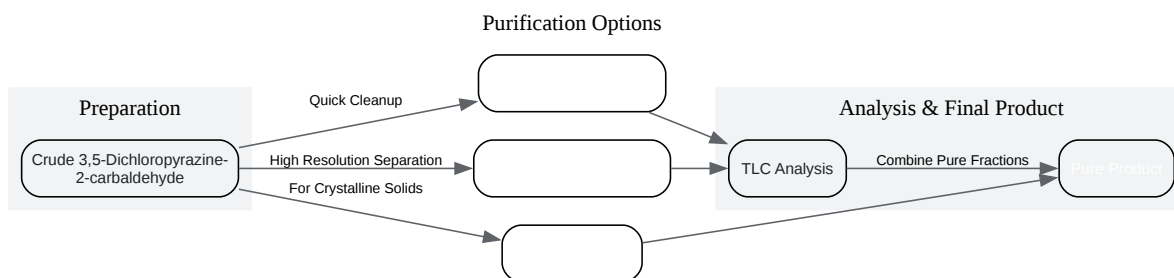 Purification Options
Preparation
Analysis & Final Product
Quick Cleanup
High Resolution Separation
For Crystalline Solids
Crude 3,5-Dichloropyrazine-
2-carbaldehyde
TLC Analysis
Combine Pure Fractions
Pure Product